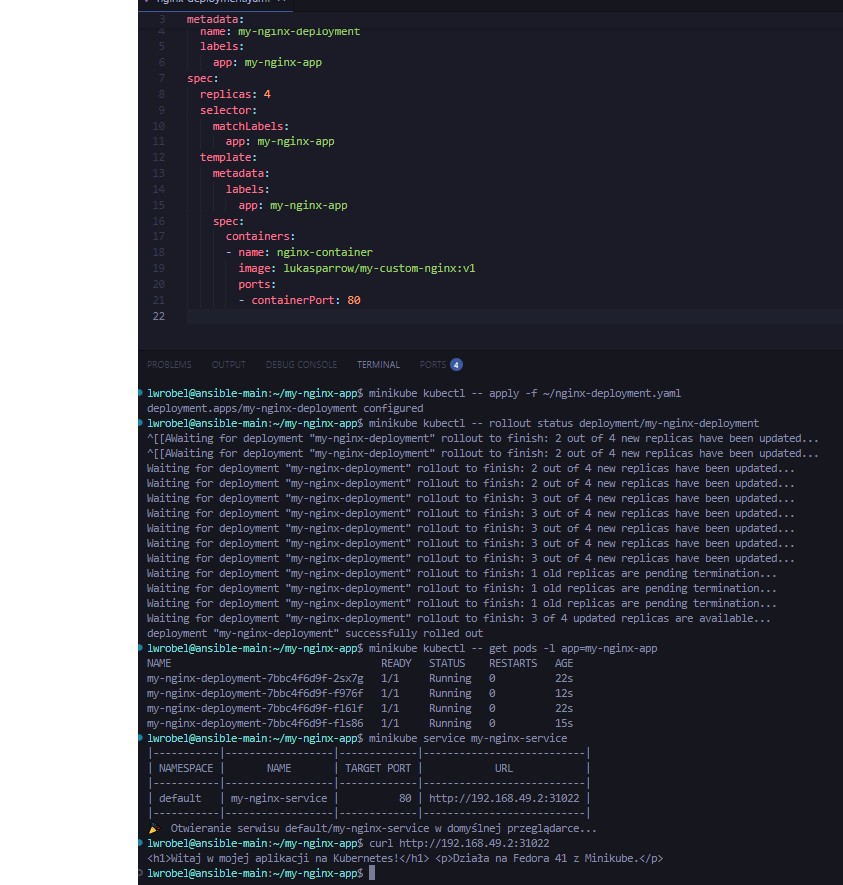 nginx-deployment.yaml
3 metadata:
4 name: my-nginx-deployment
5 labels:
6 app: my-nginx-app
7 spec:
8 replicas: 4
9 selector:
10 matchLabels:
11 app: my-nginx-app
12 template:
13 metadata:
14 labels:
15 app: my-nginx-app
16 spec:
17 containers:
18 - name: nginx-container
19 image: lukasparrow/my-custom-nginx:v1
20 ports:
21 - containerPort: 80
22
PROBLEMS OUTPUT DEBUG CONSOLE TERMINAL PORTS 4
lwrobel@ansible-main:~/my-nginx-app$ minikube kubectl -- apply -f ~/nginx-deployment.yaml
deployment.apps/my-nginx-deployment configured
lwrobel@ansible-main:~/my-nginx-app$ minikube kubectl -- rollout status deployment/my-nginx-deployment
^[[AWaiting for deployment "my-nginx-deployment" rollout to finish: 2 out of 4 new replicas have been updated...
^[[AWaiting for deployment "my-nginx-deployment" rollout to finish: 2 out of 4 new replicas have been updated...
Waiting for deployment "my-nginx-deployment" rollout to finish: 2 out of 4 new replicas have been updated...
Waiting for deployment "my-nginx-deployment" rollout to finish: 2 out of 4 new replicas have been updated...
Waiting for deployment "my-nginx-deployment" rollout to finish: 3 out of 4 new replicas have been updated...
Waiting for deployment "my-nginx-deployment" rollout to finish: 3 out of 4 new replicas have been updated...
Waiting for deployment "my-nginx-deployment" rollout to finish: 3 out of 4 new replicas have been updated...
Waiting for deployment "my-nginx-deployment" rollout to finish: 3 out of 4 new replicas have been updated...
Waiting for deployment "my-nginx-deployment" rollout to finish: 3 out of 4 new replicas have been updated...
Waiting for deployment "my-nginx-deployment" rollout to finish: 1 old replicas are pending termination...
Waiting for deployment "my-nginx-deployment" rollout to finish: 1 old replicas are pending termination...
Waiting for deployment "my-nginx-deployment" rollout to finish: 1 old replicas are pending termination...
Waiting for deployment "my-nginx-deployment" rollout to finish: 3 of 4 updated replicas are available...
deployment "my-nginx-deployment" successfully rolled out
lwrobel@ansible-main:~/my-nginx-app$ minikube kubectl -- get pods -l app=my-nginx-app
NAME READY STATUS RESTARTS AGE
my-nginx-deployment-7bbc4f6d9f-2sx7g 1/1 Running 0 22s
my-nginx-deployment-7bbc4f6d9f-f976f 1/1 Running 0 12s
my-nginx-deployment-7bbc4f6d9f-fl6lf 1/1 Running 0 22s
my-nginx-deployment-7bbc4f6d9f-fls86 1/1 Running 0 15s
lwrobel@ansible-main:~/my-nginx-app$ minikube service my-nginx-service
|-----------|------------------|-------------|---------------------------|
| NAMESPACE | NAME | TARGET PORT | URL |
|-----------|------------------|-------------|---------------------------|
| default | my-nginx-service | 80 | http://192.168.49.2:31022 |
|-----------|------------------|-------------|---------------------------|
🎉 Otwieranie serwisu default/my-nginx-service w domyślnej przeglądarce...
lwrobel@ansible-main:~/my-nginx-app$ curl http://192.168.49.2:31022
<h1>Witaj w mojej aplikacji na Kubernetes!</h1> <p>Działa na Fedora 41 z Minikube.</p>
lwrobel@ansible-main:~/my-nginx-app$